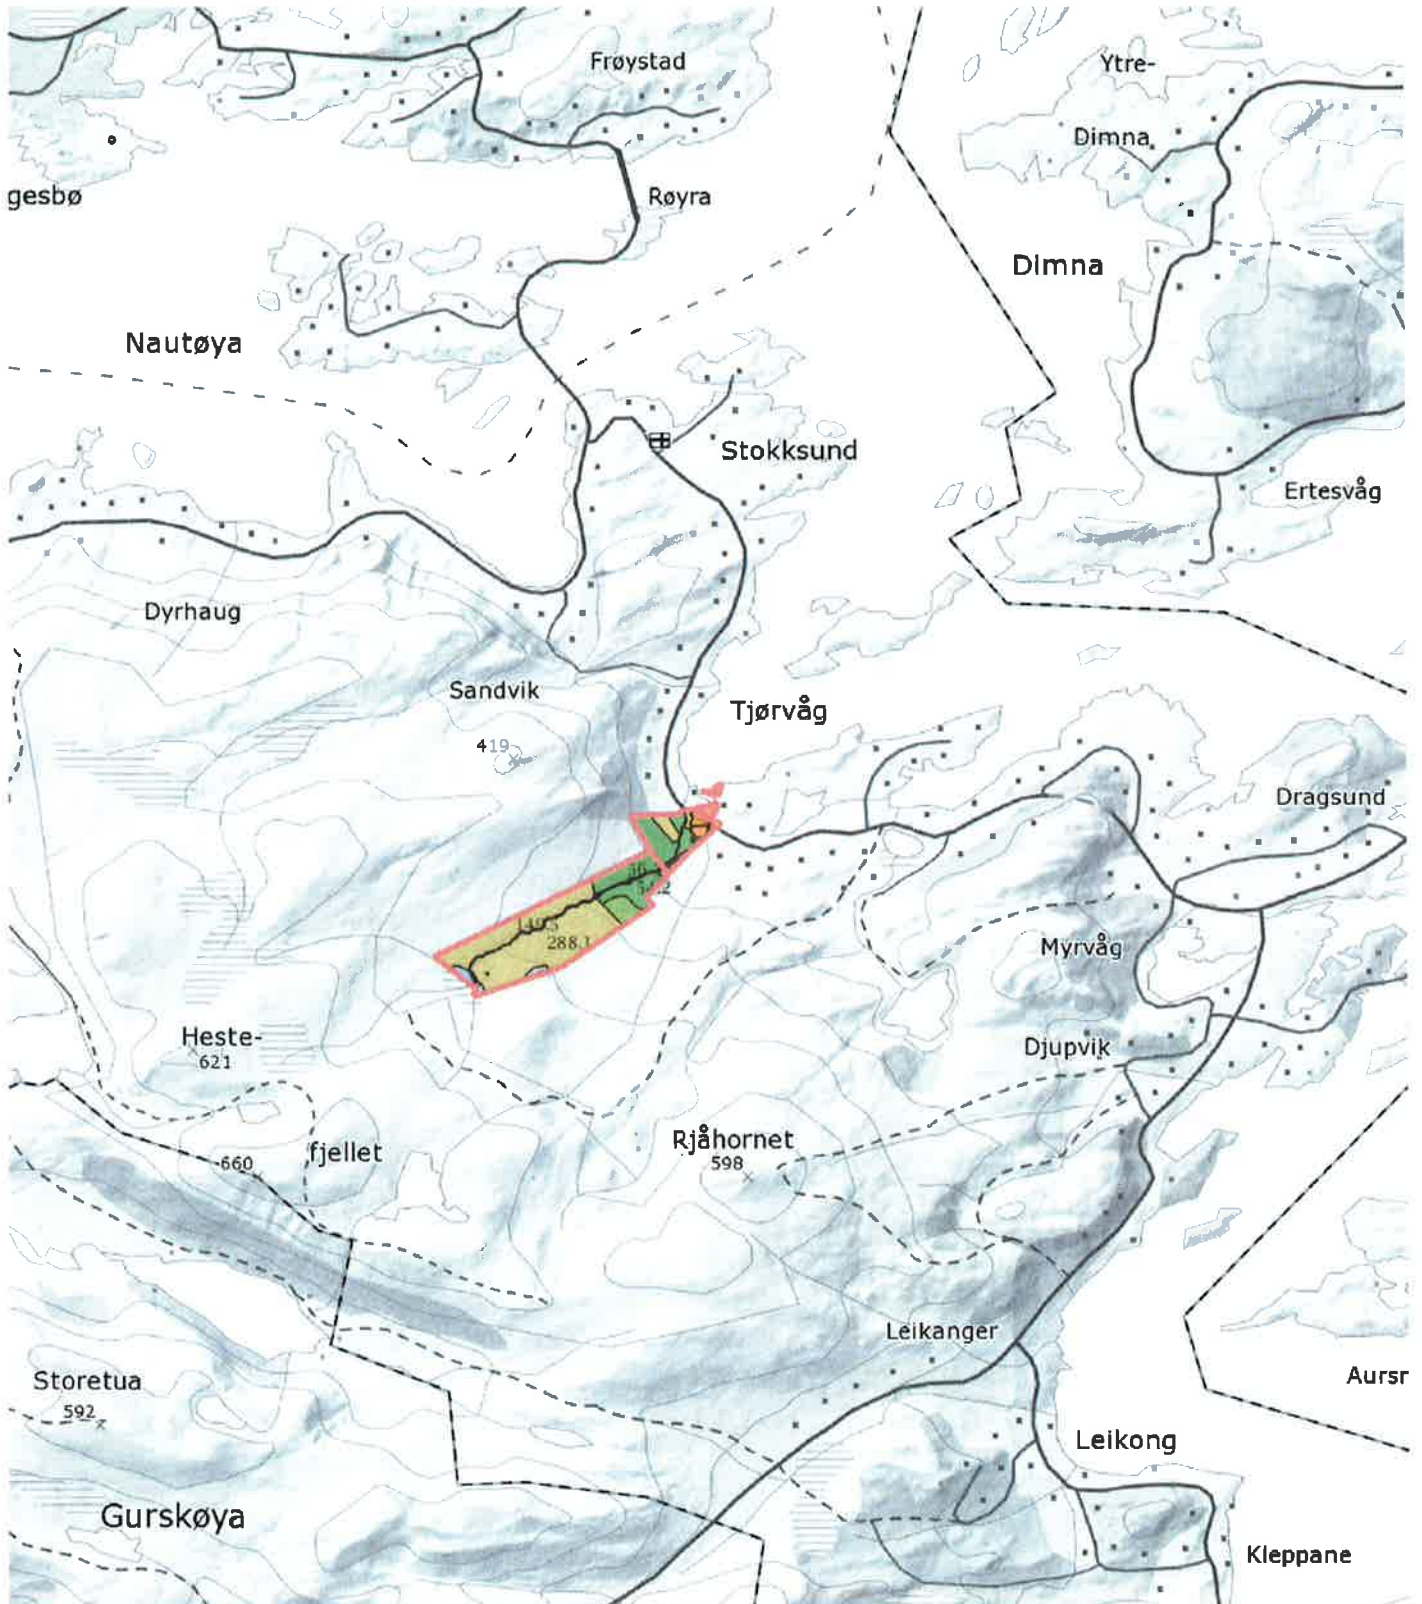 Frøystad
Ytre-
Dimna
gesbø
Røyra
Dimna
Nautøya
Stokksund
Ertesvåg
Dyrhaug
Sandvik
Tjørvåg
419
Dragsund
288.1
Myrvåg
Heste-
621
Djupvik
Rjåhornet
fjellet
660
598
Leikanger
Storetua
592
Aursr
Leikong
Gurskøya
Kleppane